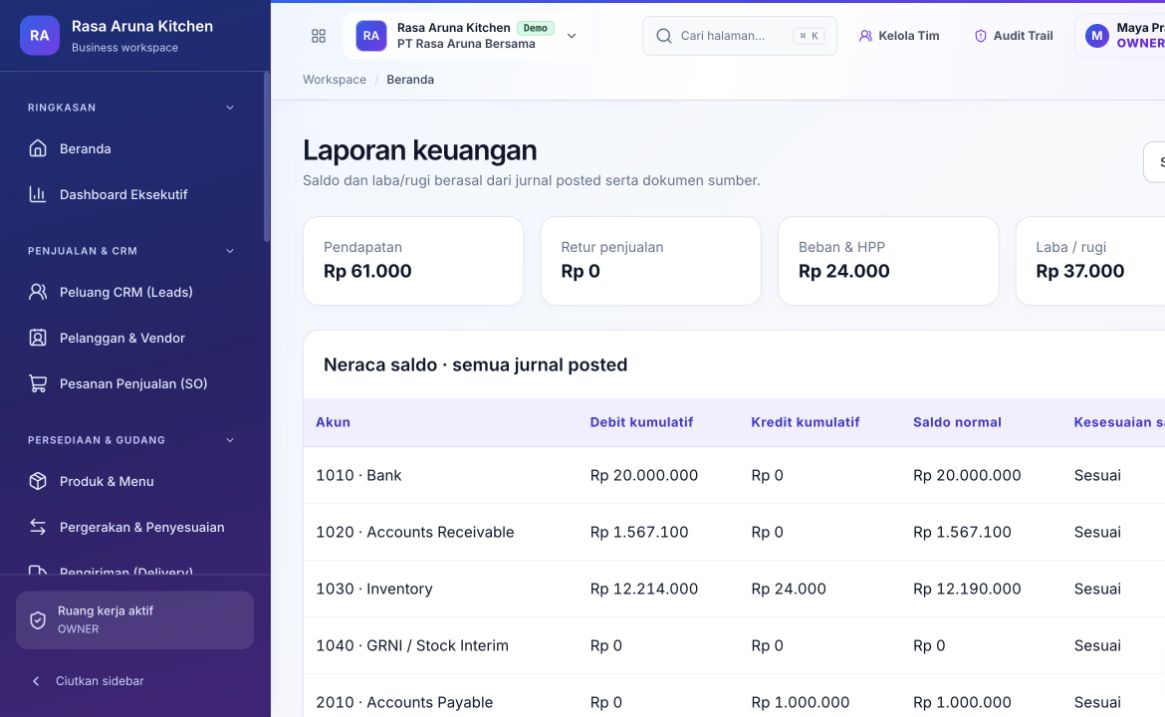 RA
Rasa Aruna Kitchen
Business workspace
RINGKASAN
Beranda
Dashboard Eksekutif
PENJUALAN & CRM
Peluang CRM (Leads)
Pelanggan & Vendor
Pesanan Penjualan (SO)
PERSEDIAAN & GUDANG
Produk & Menu
Pergerakan & Penyesuaian
Pengiriman (Delivery)
Ruang kerja aktif
OWNER
Ciutkan sidebar
RA
Rasa Aruna Kitchen Demo
PT Rasa Aruna Bersama
Cari halaman... ⌘ K
Kelola Tim
Audit Trail
M
Maya
OWNER
Workspace / Beranda
Laporan keuangan
Saldo dan laba/rugi berasal dari jurnal posted serta dokumen sumber.
Pendapatan
Rp 61.000
Retur penjualan
Rp 0
Beban & HPP
Rp 24.000
Laba / rugi
Rp 37.000
Neraca saldo · semua jurnal posted
Akun Debit kumulatif Kredit kumulatif Saldo normal Kesesuaian
1010 · Bank Rp 20.000.000 Rp 0 Rp 20.000.000 Sesuai
1020 · Accounts Receivable Rp 1.567.100 Rp 0 Rp 1.567.100 Sesuai
1030 · Inventory Rp 12.214.000 Rp 24.000 Rp 12.190.000 Sesuai
1040 · GRNI / Stock Interim Rp 0 Rp 0 Rp 0 Sesuai
2010 · Accounts Payable Rp 0 Rp 1.000.000 Rp 1.000.000 Sesuai